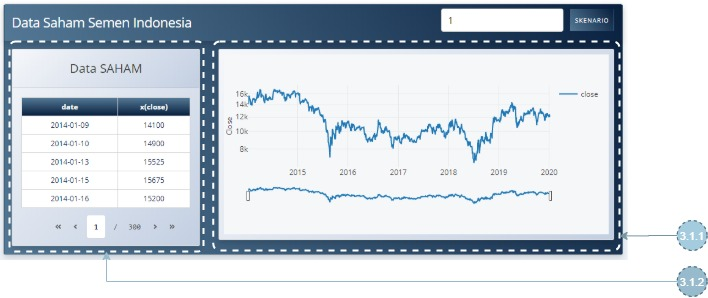 Data Saham Semen Indonesia
1
SKENARIO
Data SAHAM
date x(close)
2014-01-09 14100
2014-01-10 14900
2014-01-13 15525
2014-01-15 15675
2014-01-16 15200
« ‹ 1 / 300 › »
16k
14k
12k
10k
8k
Close
close
2015 2016 2017 2018 2019 2020
3.1.1
3.1.2